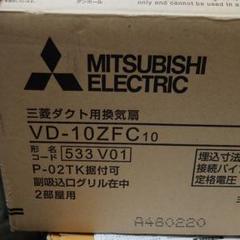 MITSUBISHI
ELECTRIC
三菱ダクト用換気扇
VD-10ZFC10
形名コード 533 V01
P-02TK据付可
副吸込口グリル在中
2部屋用
埋込寸法
接続パイプ
定格電圧
A480220